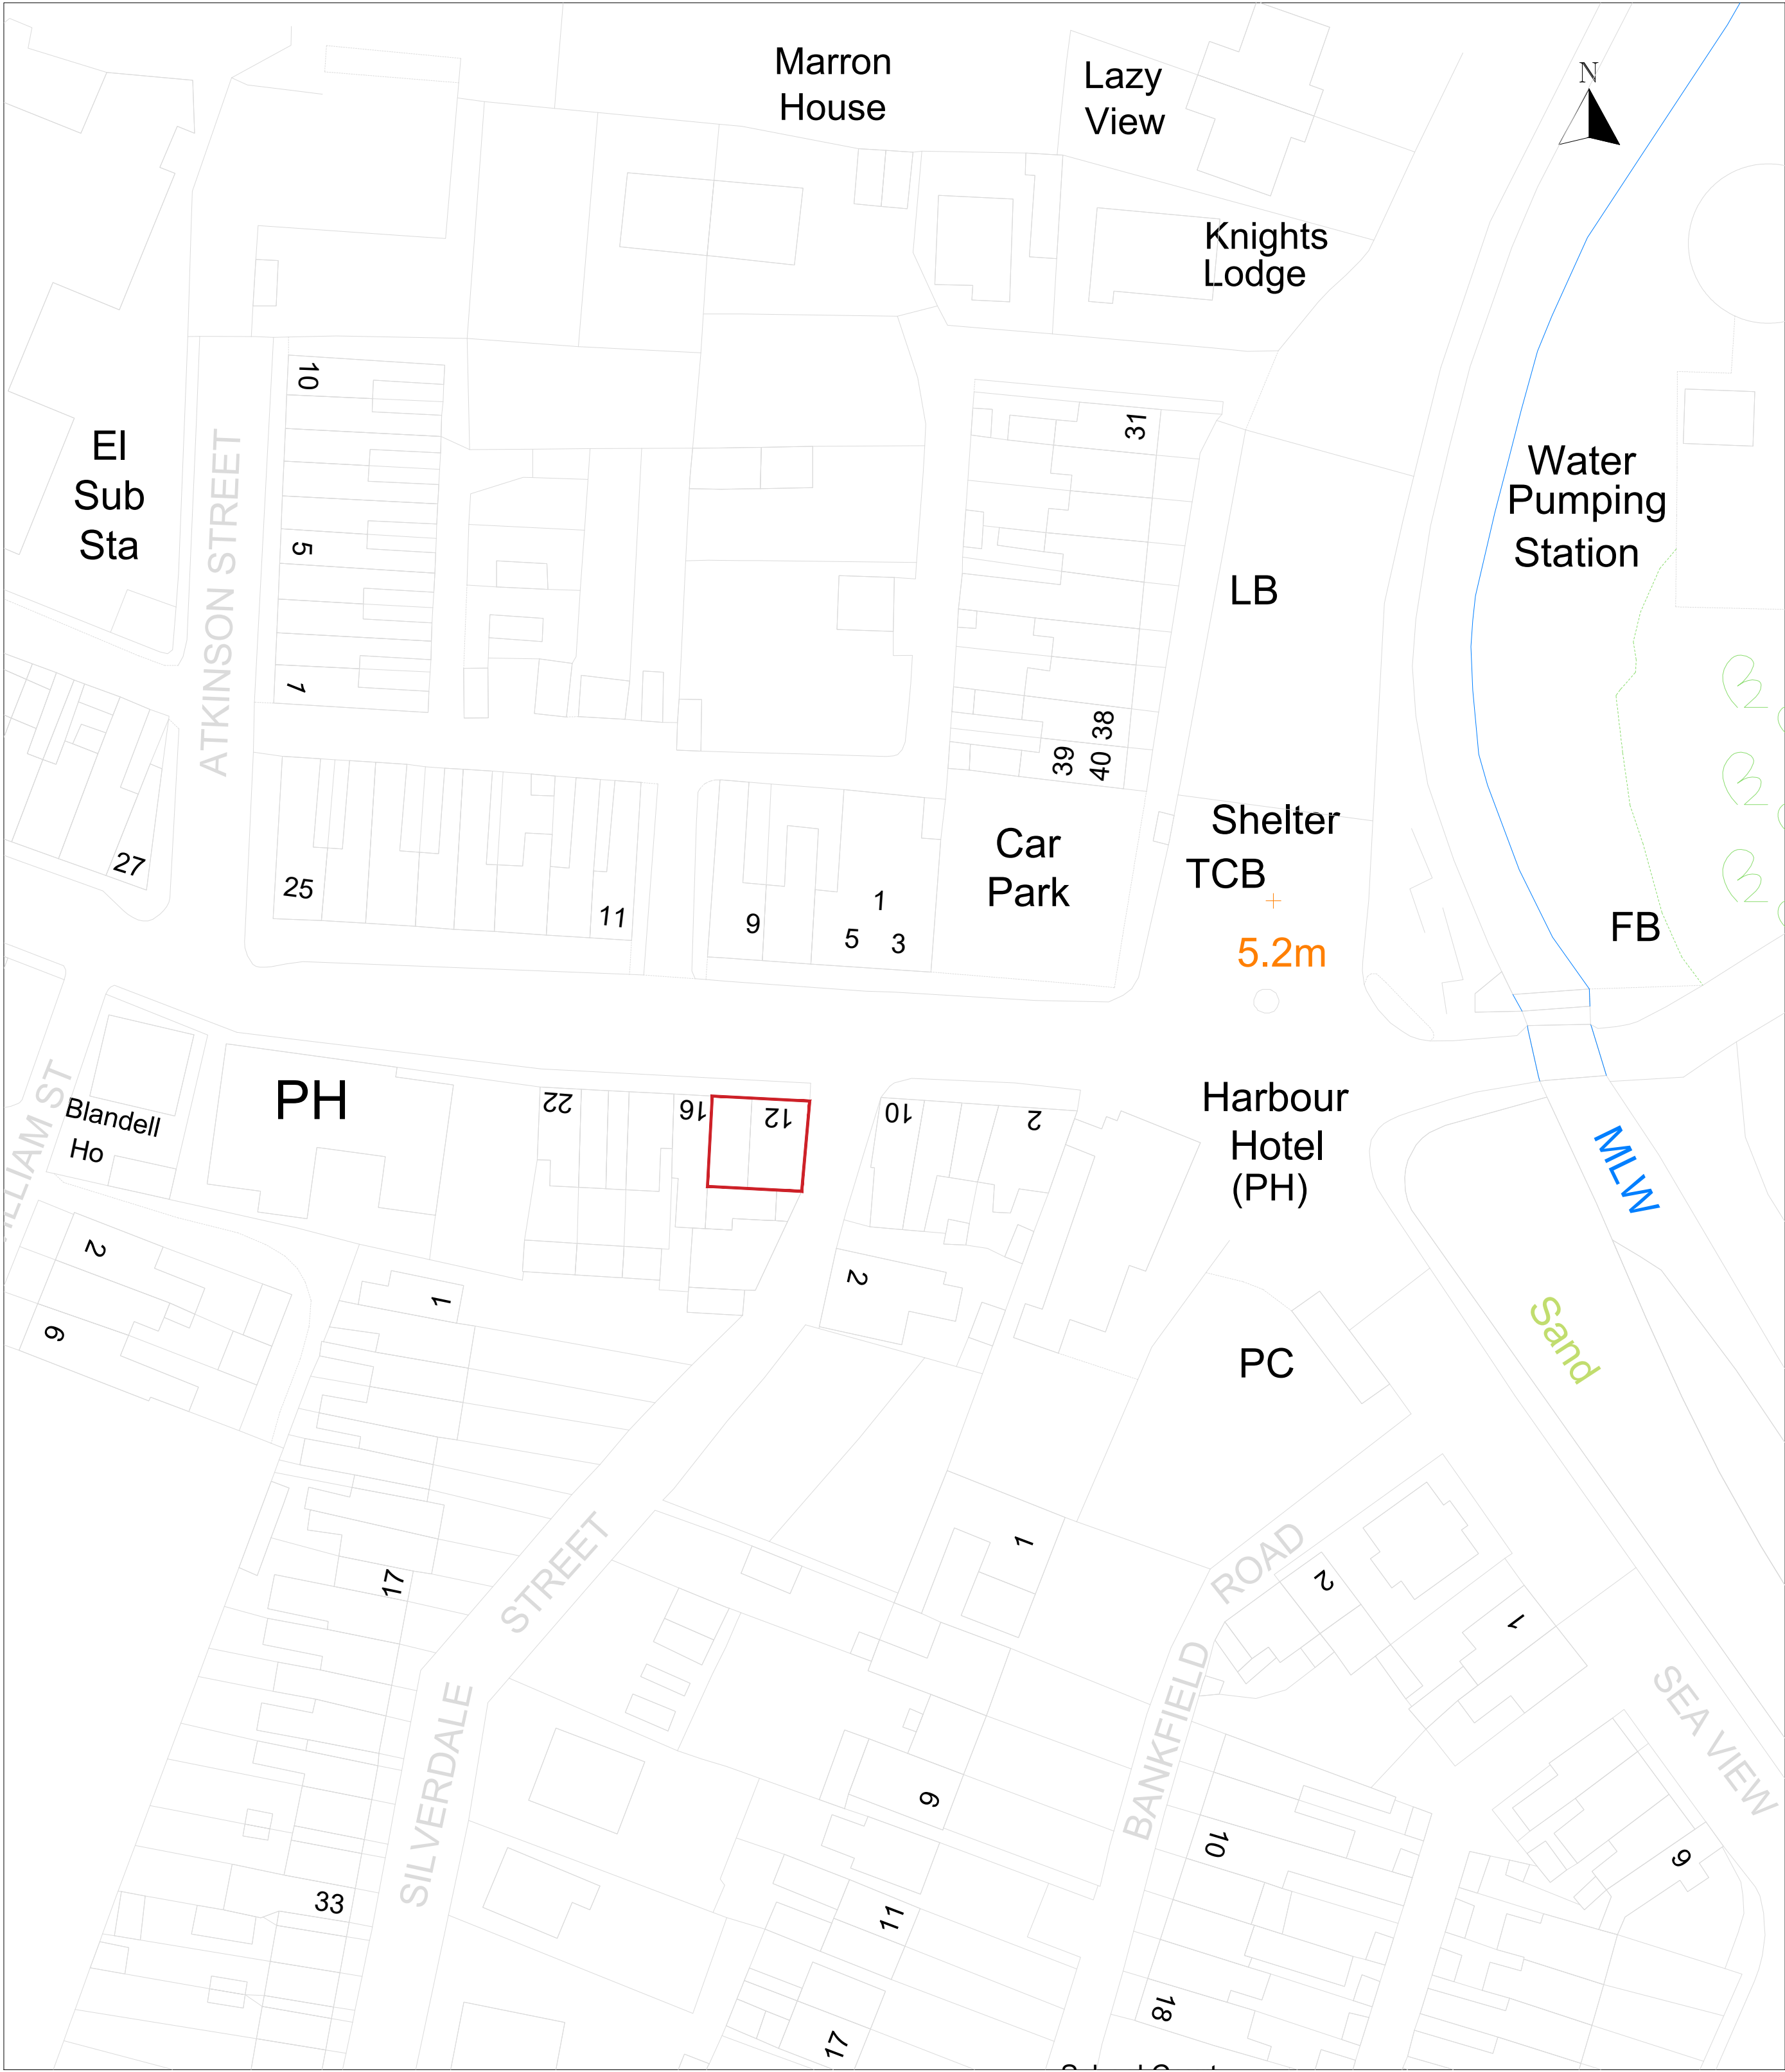 Marron
House
Lazy
View
N
Knights
Lodge
10
31
El
Sub
Sta
ATKINSON STREET
Water
Pumping
Station
5
LB
1
38
39
40
Shelter
Car
Park
TCB
27
25
11
9
1
5
3
5.2m
FB
PH
22
16
12
10
2
Harbour
Hotel
(PH)
Blandell
Ho
MLW
2
6
1
2
PC
Sand
1
17
STREET
ROAD
2
1
SILVERDALE
BANKFIELD
SEA VIEW
9
10
9
33
11
18
17